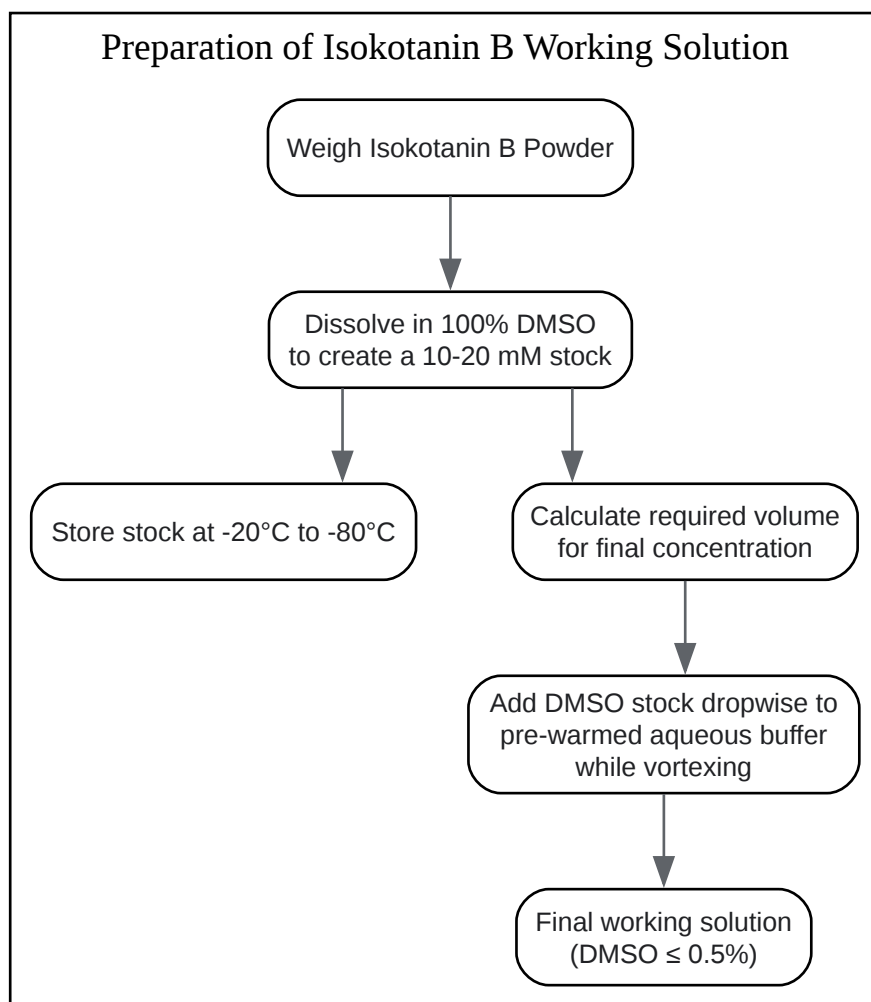 Preparation of Isokotanin B Working Solution
Weigh Isokotanin B Powder
Dissolve in 100% DMSO
to create a 10-20 mM stock
Store stock at -20°C to -80°C
Calculate required volume
for final concentration
Add DMSO stock dropwise to
pre-warmed aqueous buffer
while vortexing
Final working solution
(DMSO ≤ 0.5%)